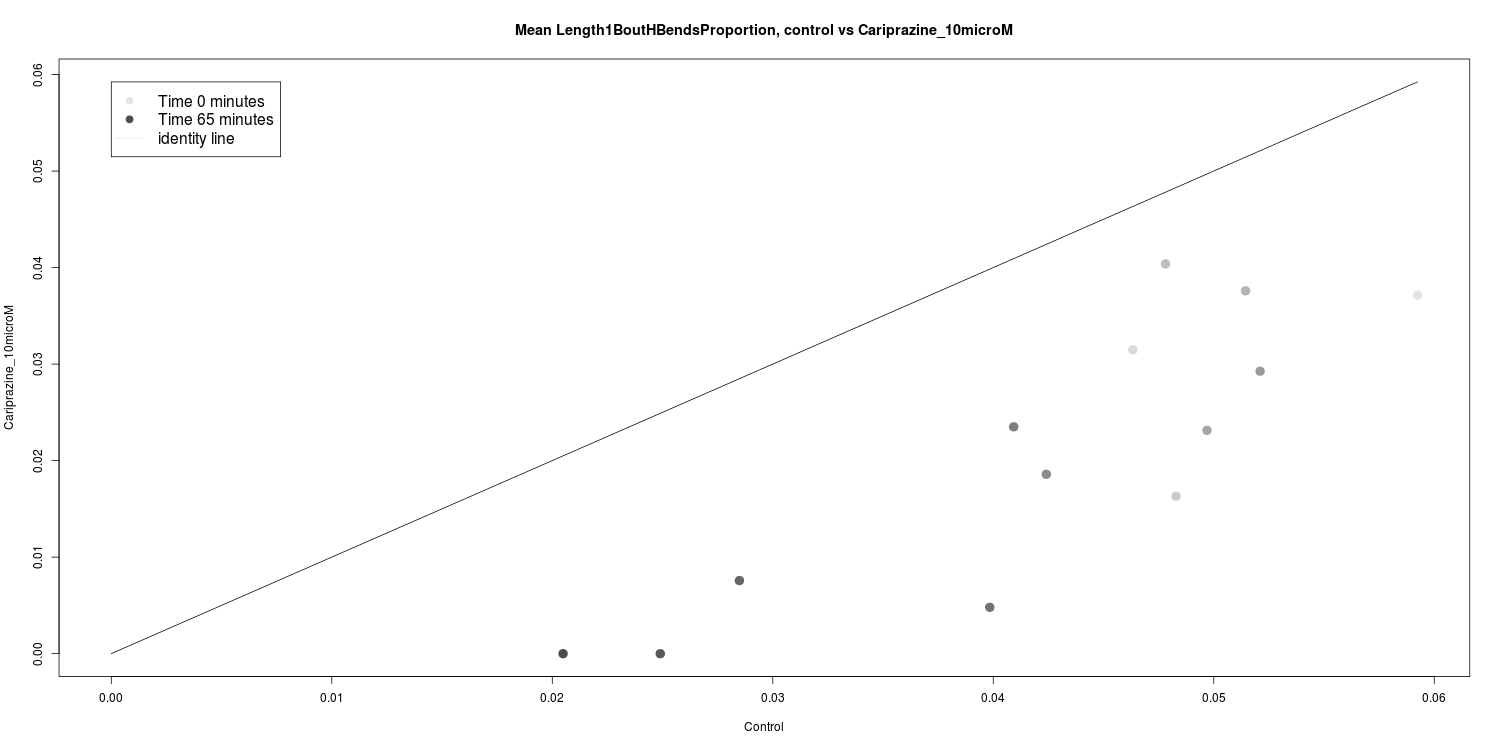 Mean Length1BoutHBendsProportion, control vs Cariprazine_10microM
Time 0 minutes
Time 65 minutes
identity line
0.06
0.05
0.04
0.03
0.02
0.01
0.00
Cariprazine_10microM
0.00 0.01 0.02 0.03 0.04 0.05 0.06
Control